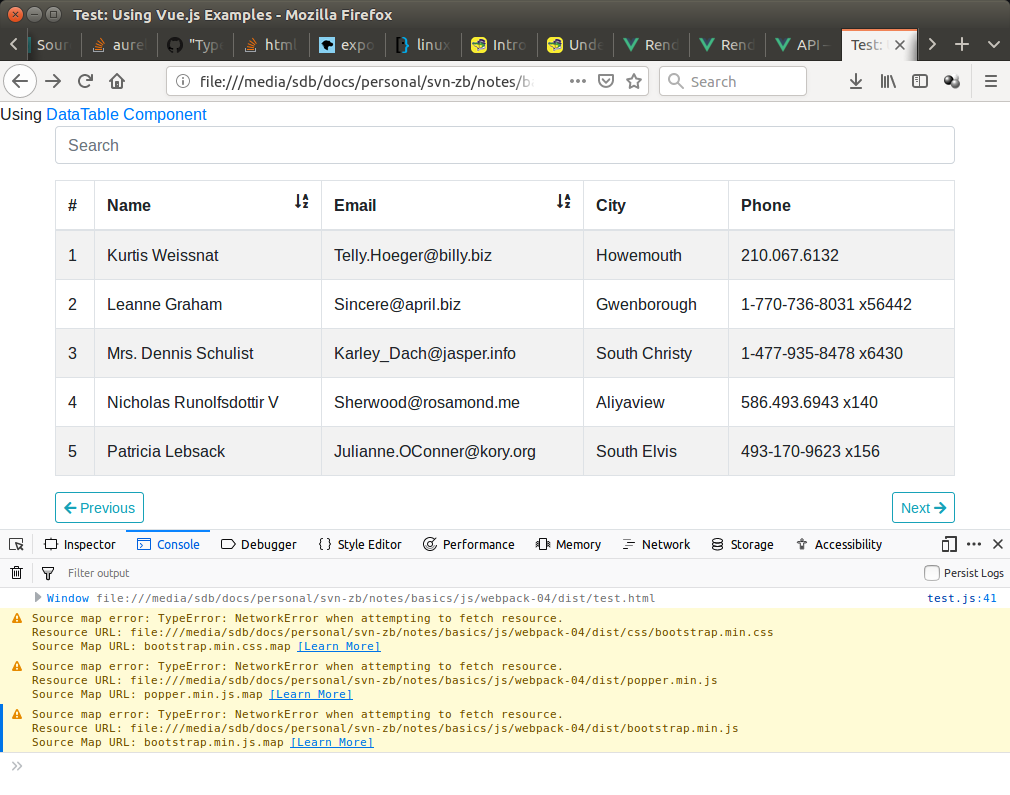 Test: Using Vue.js Examples - Mozilla Firefox
Sour aure "Typ html expo linux Intro Unde Rend Rend API - Test:
file:///media/sdb/docs/personal/svn-zb/notes/ba Search
Using DataTable Component
Search
# Name Email City Phone
1 Kurtis Weissnat Telly.Hoeger@billy.biz Howemouth 210.067.6132
2 Leanne Graham Sincere@april.biz Gwenborough 1-770-736-8031 x56442
3 Mrs. Dennis Schulist Karley_Dach@jasper.info South Christy 1-477-935-8478 x6430
4 Nicholas Runolfsdottir V Sherwood@rosamond.me Aliyaview 586.493.6943 x140
5 Patricia Lebsack Julianne.OConner@kory.org South Elvis 493-170-9623 x156
Previous Next
Inspector Console Debugger {} Style Editor Performance Memory Network Storage Accessibility
Filter output Persist Logs
Window file:///media/sdb/docs/personal/svn-zb/notes/basics/js/webpack-04/dist/test.html test.js:41
Source map error: TypeError: NetworkError when attempting to fetch resource.
Resource URL: file:///media/sdb/docs/personal/svn-zb/notes/basics/js/webpack-04/dist/css/bootstrap.min.css
Source Map URL: bootstrap.min.css.map [Learn More]
Source map error: TypeError: NetworkError when attempting to fetch resource.
Resource URL: file:///media/sdb/docs/personal/svn-zb/notes/basics/js/webpack-04/dist/popper.min.js
Source Map URL: popper.min.js.map [Learn More]
Source map error: TypeError: NetworkError when attempting to fetch resource.
Resource URL: file:///media/sdb/docs/personal/svn-zb/notes/basics/js/webpack-04/dist/bootstrap.min.js
Source Map URL: bootstrap.min.js.map [Learn More]